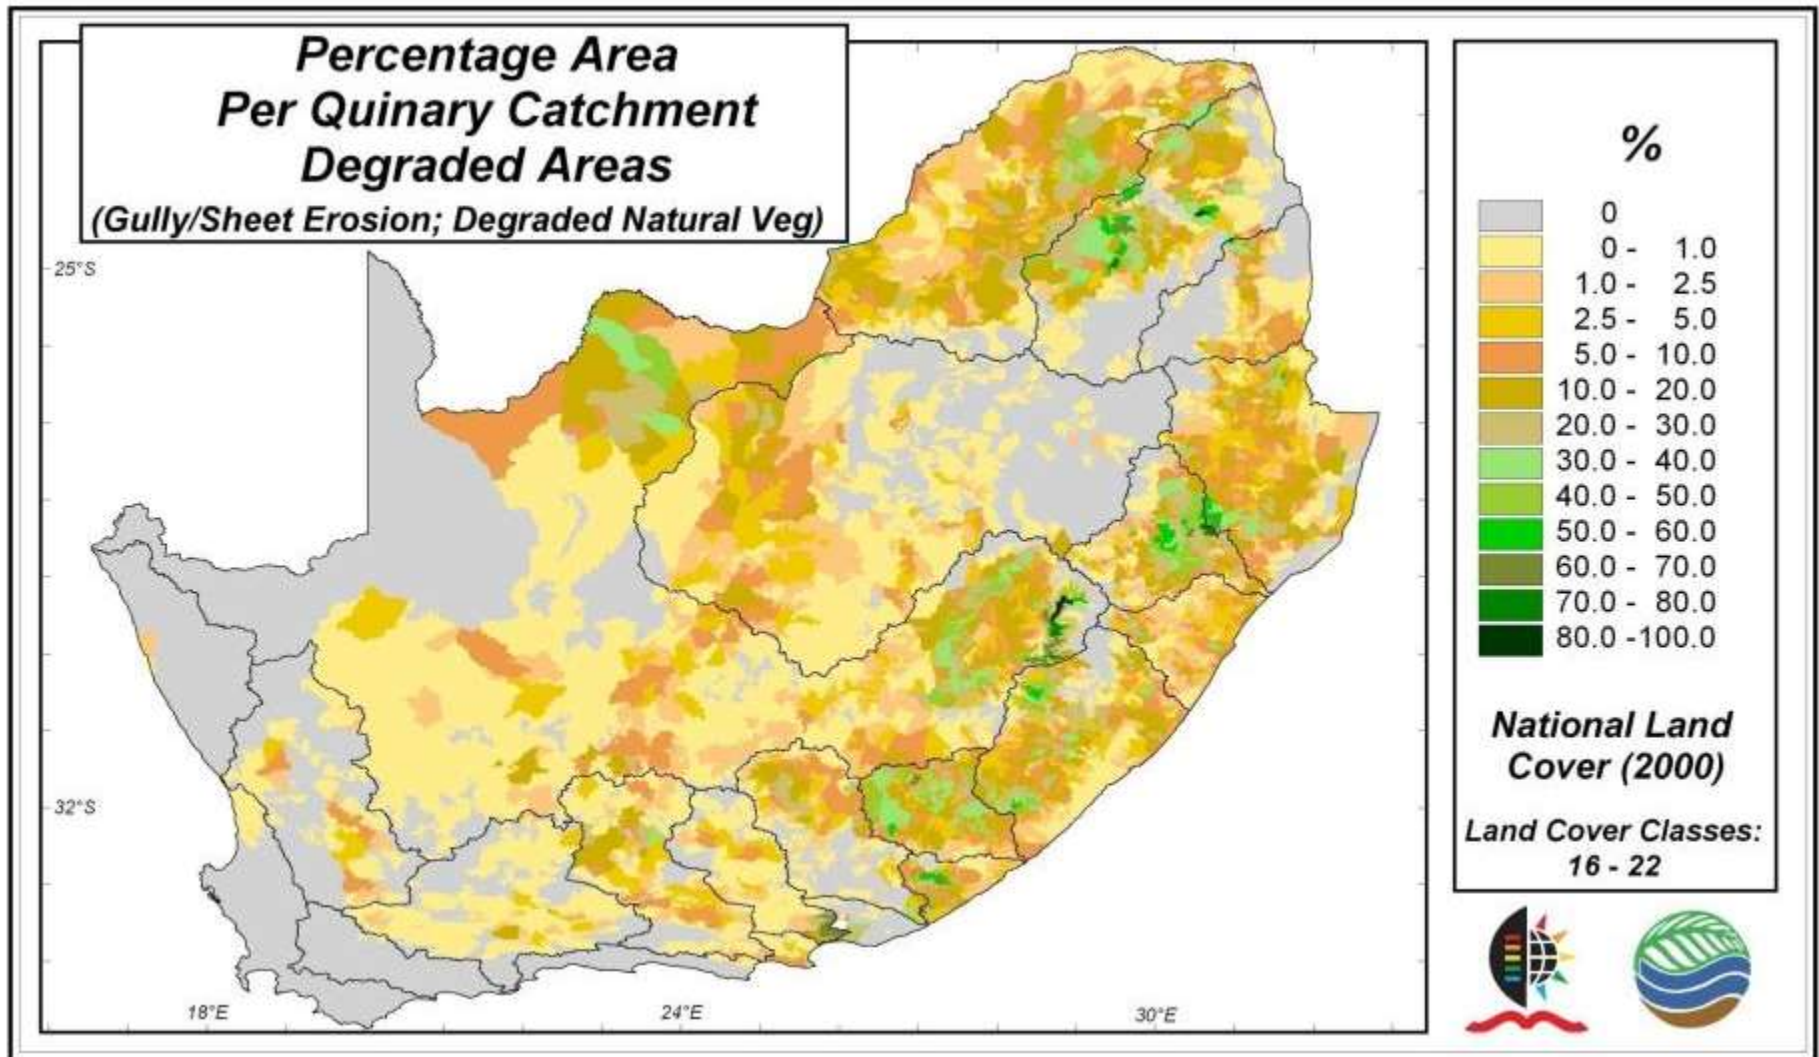 Percentage Area
Per Quinary Catchment
Degraded Areas
(Gully/Sheet Erosion; Degraded Natural Veg)
25°S
32°S
18°E
24°E
30°E
%
0
0 - 1.0
1.0 - 2.5
2.5 - 5.0
5.0 - 10.0
10.0 - 20.0
20.0 - 30.0
30.0 - 40.0
40.0 - 50.0
50.0 - 60.0
60.0 - 70.0
70.0 - 80.0
80.0 -100.0
National Land
Cover (2000)
Land Cover Classes:
16 - 22